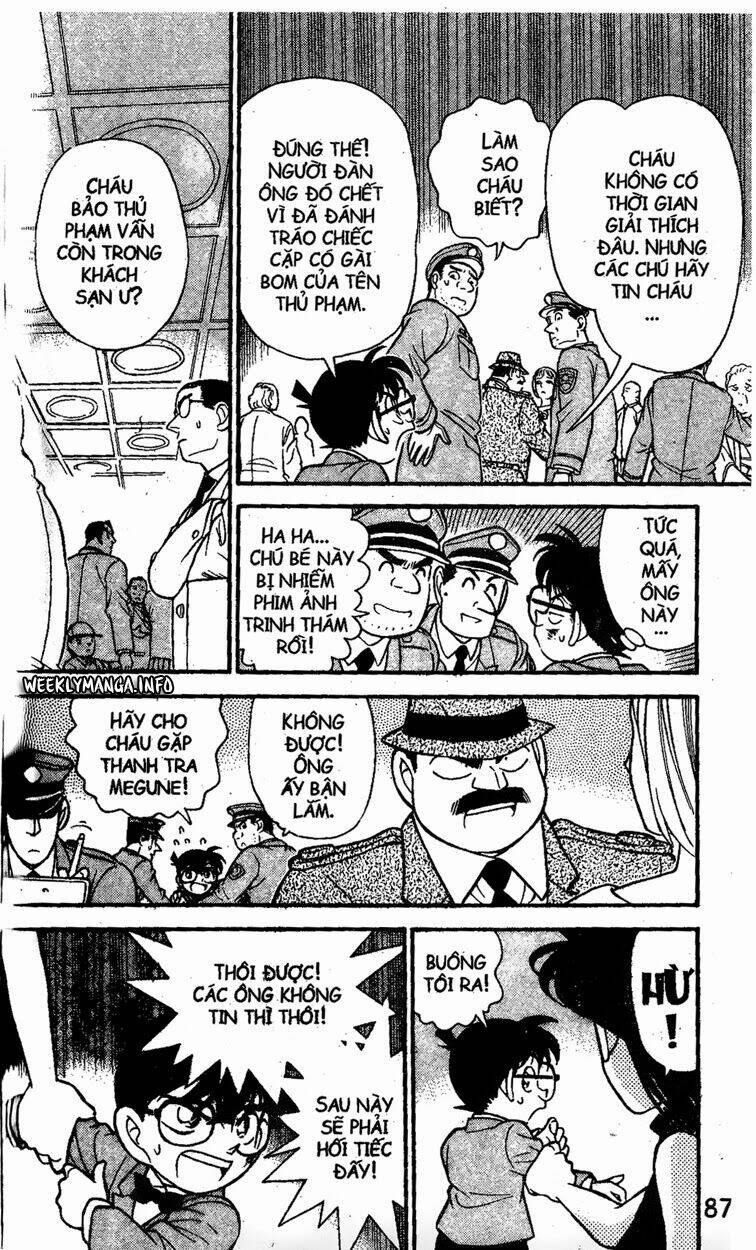 CHÁU
BẢO THỦ
PHẠM VẪN
CÒN TRONG
KHÁCH
SẠN Ư?
ĐÚNG THẾ!
NGƯỜI ĐÀN
ÔNG ĐÓ CHẾT
VÌ ĐÃ ĐÁNH
TRÁO CHIẾC
CẶP CÓ GÀI
BOM CỦA TÊN
THỦ PHẠM.
LÀM
SAO
CHÁU
BIẾT?
CHÁU
KHÔNG CÓ
THỜI GIAN
GIẢI THÍCH
ĐÂU. NHƯNG
CÁC CHÚ HÃY
TIN CHÁU
...
HA HA...
CHÚ BÉ NÀY
BỊ NHIỄM
PHIM ẢNH
TRINH THÁM
RỒI!
TỨC
QUÁ,
MẤY
ÔNG
NÀY
...
WEEKLYMANGA.INFO
HÃY CHO
CHÁU GẶP
THANH TRA
MEGUNE!
KHÔNG
ĐƯỢC!
ÔNG
ẤY BẬN
LẮM.
THÔI ĐƯỢC!
CÁC ÔNG KHÔNG
TIN THÌ THÔI!
SAU NÀY
SẼ PHẢI
HỐI TIẾC
ĐẤY!
BUÔNG
TÔI RA!
HỪ
!
87